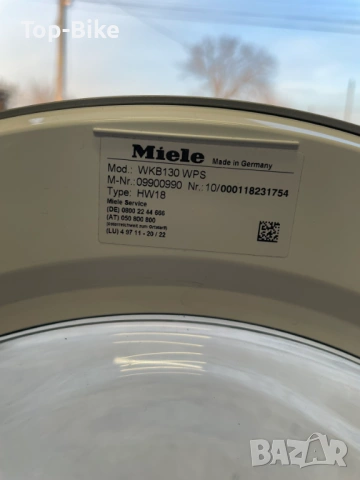 Top-Bike
Miele Made in Germany
Mod.: WKB130 WPS
M-Nr.: 09900990 Nr.: 10/000118231754
Type: HW18
Miele Service
(DE) 0800 22 44 666
(AT) 050 800 800
(LU) 4 97 11 - 20 / 22
BAZAR
bg